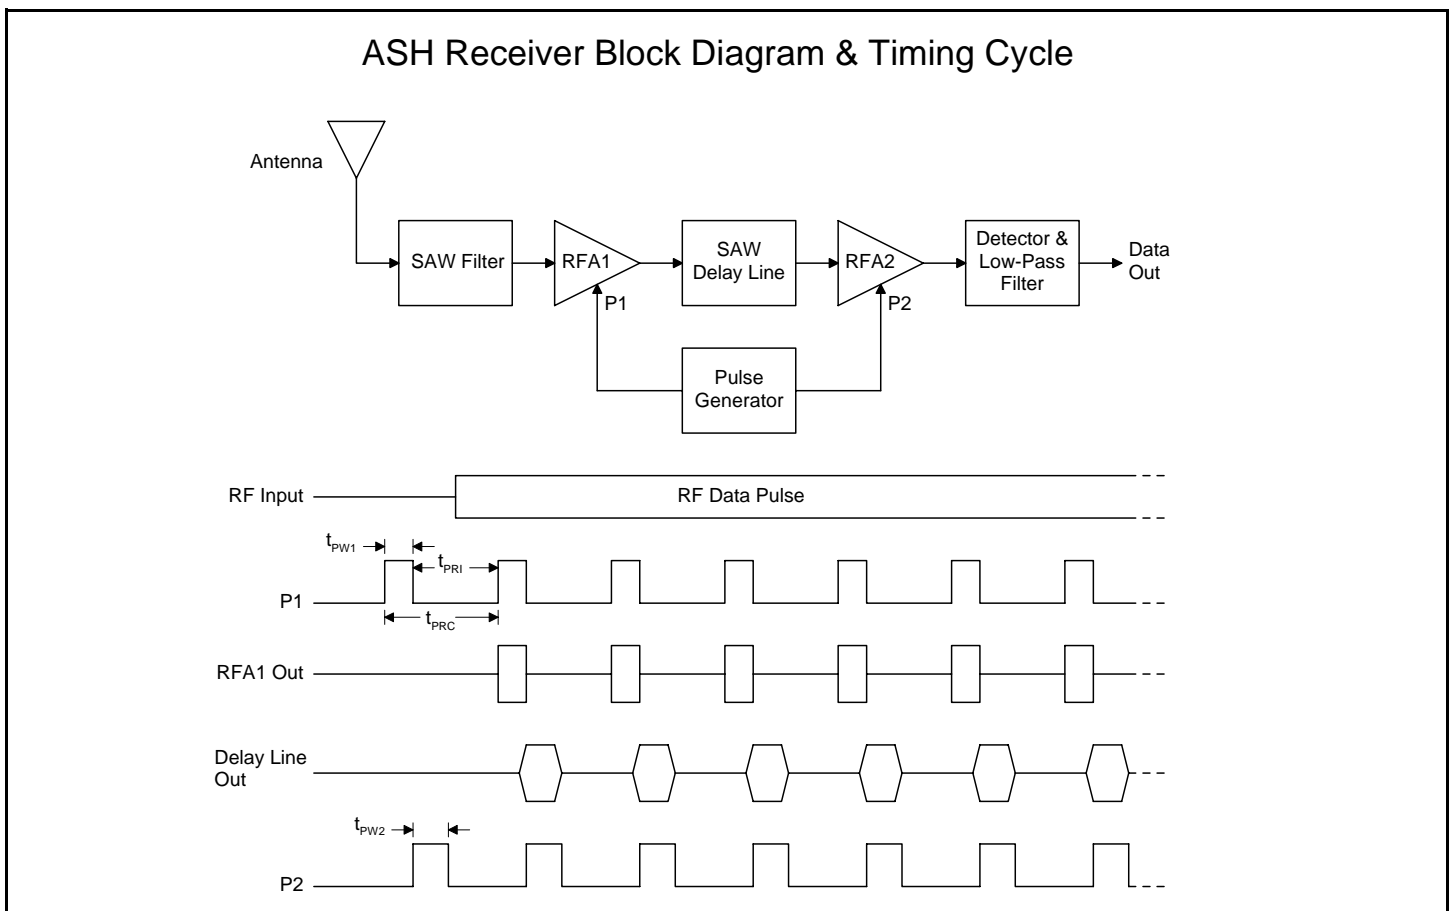 ASH Receiver Block Diagram & Timing Cycle
Antenna
SAW Filter
RFA1
SAW
Delay Line
RFA2
Detector &
Low-Pass
Filter
Data
Out
P1
P2
Pulse
Generator
RF Input
RF Data Pulse
tPW1
tPRI
P1
tPRC
RFA1 Out
Delay Line
Out
tPW2
P2